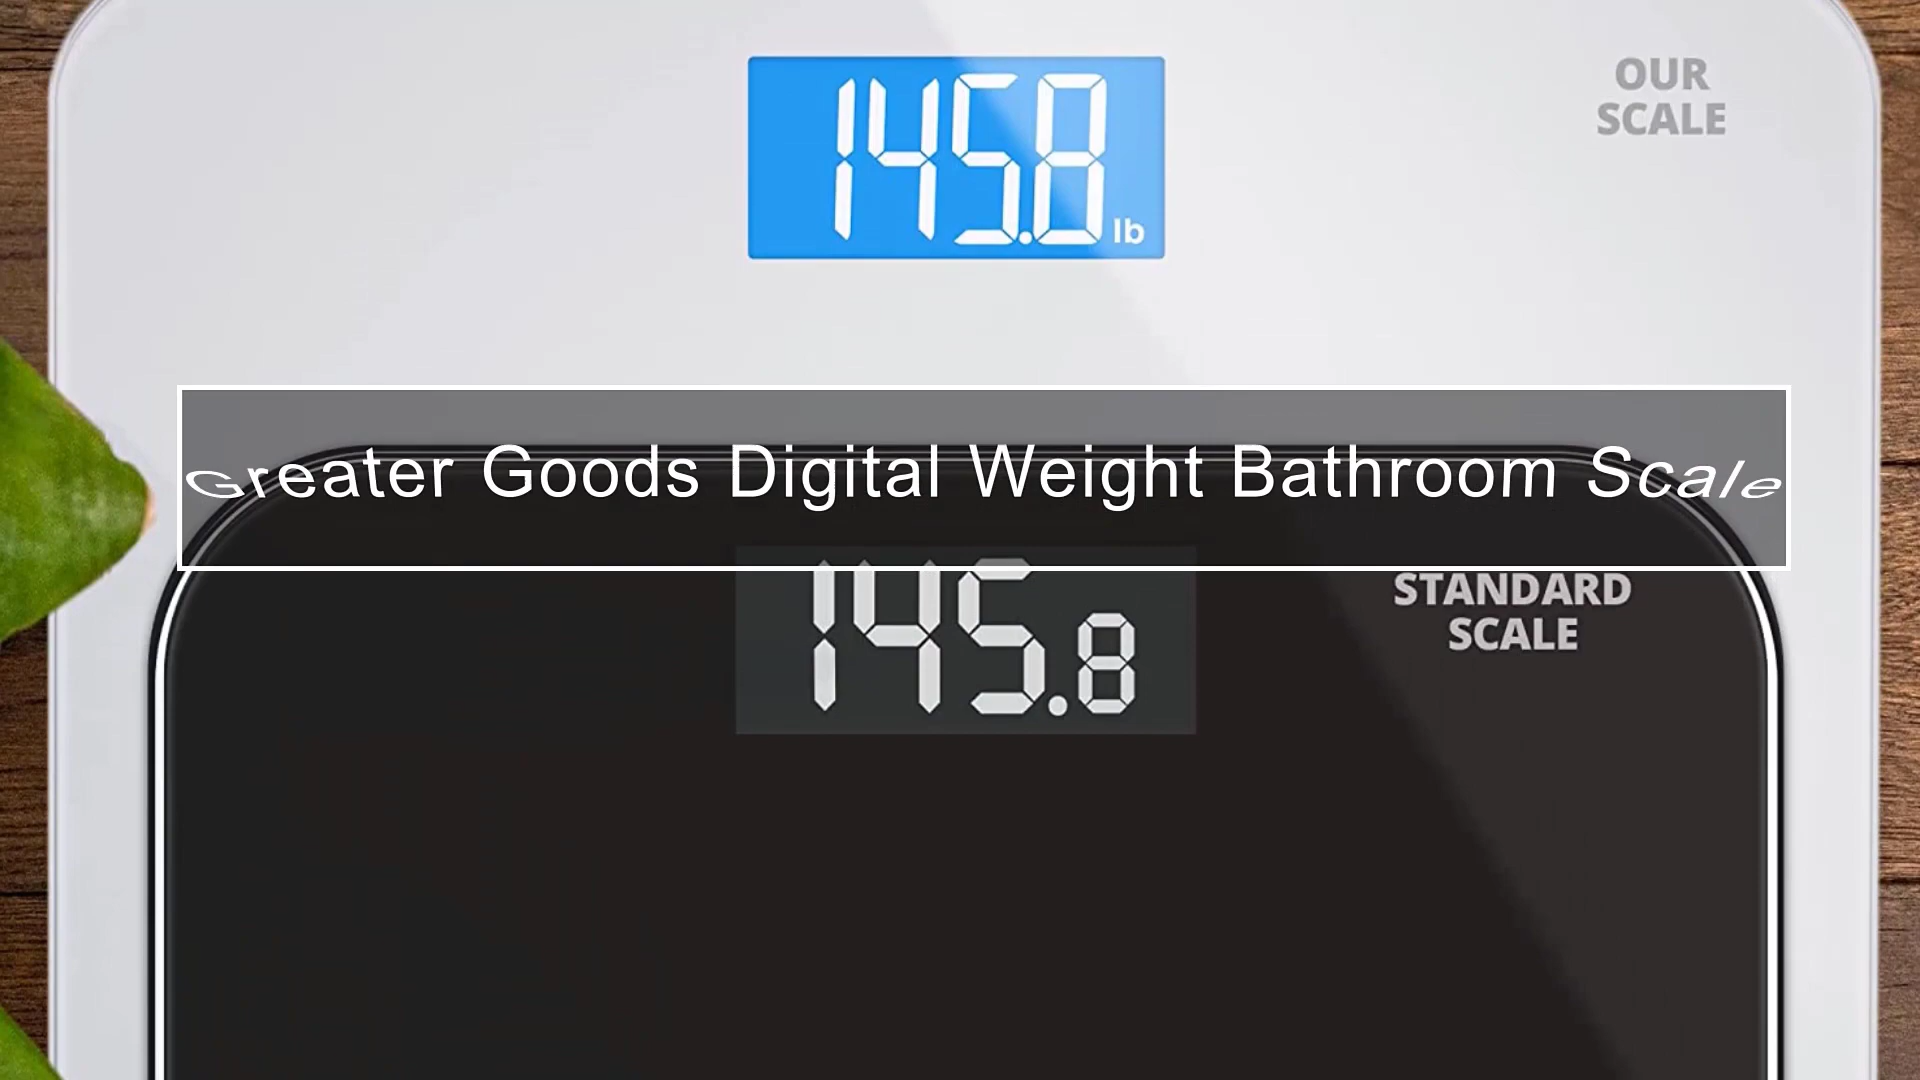 145.8 lb
OUR
SCALE
Greater Goods Digital Weight Bathroom Scale
145.8
STANDARD
SCALE